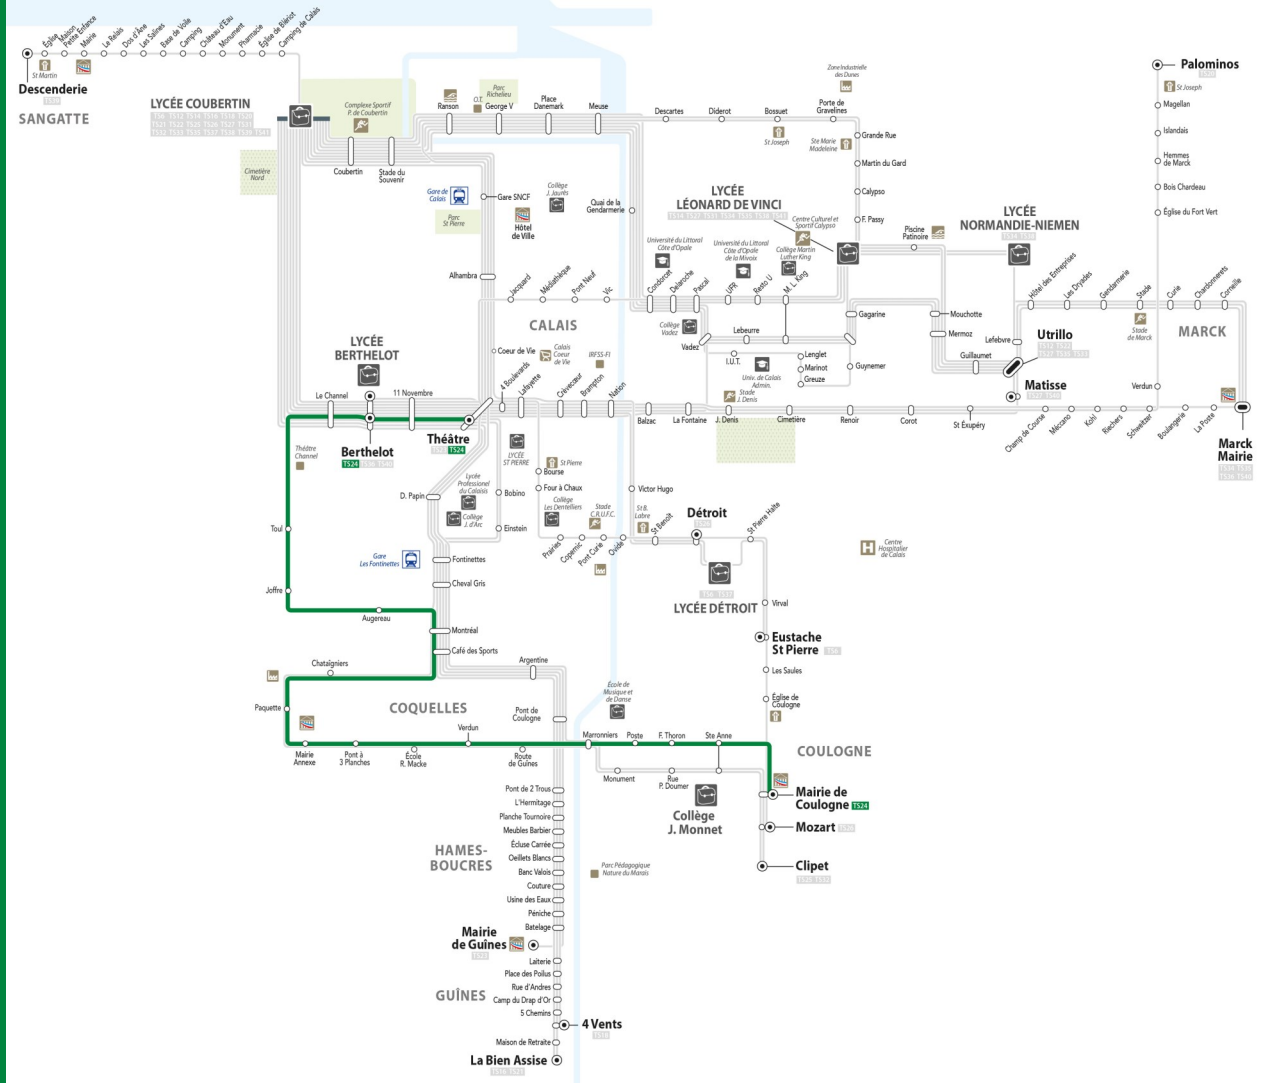 Église
Maison
Petite Enfance
Mairie
Le Relais
Dos d'Âne
Les Salines
Base de Voile
Camping
Château d'Eau
Monument
Pharmacie
Église de Blériot
Camping de Calais
St Martin
Descenderie
TS39
SANGATTE
LYCÉE COUBERTIN
Complexe Sportif
P. de Coubertin
Cimetière
Nord
Coubertin
Stade du
Souvenir
Ranson
O.T.
Parc
Richelieu
George V
Place
Danemark
Meuse
Descartes
Diderot
Bossuet
St Joseph
Zone Industrielle
des Dunes
Porte de
Gravelines
Ste Marie
Madeleine
Grande Rue
Martin du Gard
Calypso
F. Passy
Palominos
St Joseph
Magellan
Islandais
Hemmes
de Marck
Bois Chardeau
Église du Fort Vert
Gare de
Calais
Gare SNCF
Parc
St Pierre
Collège
J. Jaurès
Hôtel
de Ville
Quai de la
Gendarmerie
LYCÉE
LÉONARD DE VINCI
Centre Culturel et
Sportif Calypso
Collège Martin
Luther King
Université du Littoral
Côte d'Opale
Université du Littoral
Côte d'Opale
de la Mivoix
LYCÉE
NORMANDIE-NIEMEN
Piscine
Patinoire
Alhambra
Jacquard
Médiathèque
Pont Neuf
Vic
Condorcet
Delaroche
Pascal
UFR
Resto U
M. L. King
Hôtel des Entreprises
Les Dryades
Gendarmerie
Stade
Curie
Chardonnerets
Corneille
Stade
de Marck
MARCK
CALAIS
Collège
Vadez
Vadez
Lebeurre
Gagarine
Mouchotte
Mermoz
Guillaumet
Lefebvre
Utrillo
Matisse
Coeur de Vie
Calais
Coeur
de Vie
IRFSS-FI
I.U.T.
Univ. de Calais
Admin.
Lenglet
Marinot
Greuze
Guynemer
Stade
J. Denis
Verdun
LYCÉE
BERTHELOT
Le Channel
11 Novembre
4 Boulevards
Lafayette
Crèvecœur
Brampton
Nation
Balzac
La Fontaine
J. Denis
Cimetière
Renoir
Corot
St Exupéry
Champ de Course
Meccano
Kohl
Riechers
Schweitzer
Boulangerie
La Poste
Marck
Mairie
Théâtre
Channel
Berthelot
TS24
Théâtre
TS24
LYCÉE
ST PIERRE
St Pierre
Bourse
Four à Chaux
Collège
Les Dentelliers
Stade
C.R.U.F.C.
St B.
Labre
Victor Hugo
Détroit
Lycée
Professionel
du Calaisis
Collège
J. d'Arc
D. Papin
Bobino
Einstein
Prairies
Copernic
Pont Curie
Ovide
St Benoît
St Pierre Halte
Centre
Hospitalier
de Calais
Toul
Gare
Les Fontinettes
Fontinettes
Cheval Gris
Joffre
Augereau
Montréal
Café des Sports
LYCÉE DÉTROIT
Virval
Eustache
St Pierre
Les Saules
Église de
Coulogne
Chataîgniers
Argentine
École de
Musique et
de Danse
Paquette
COQUELLES
Pont de
Coulogne
Mairie
Annexe
Pont à
3 Planches
École
R. Macke
Verdun
Route
de Guînes
Marronniers
Poste
F. Thoron
Ste Anne
COULOGNE
Monument
Rue
P. Doumer
Collège
J. Monnet
Mairie de
Coulogne TS24
Mozart
Clipet
Pont de 2 Trous
L'Hermitage
Planche Tournoire
Meubles Barbier
Écluse Carrée
Oeillets Blancs
Banc Valois
Couture
Usine des Eaux
Péniche
Batelage
HAMES-
BOUCRES
Parc Pédagogique
Nature du Marais
Mairie
de Guînes
Laiterie
Place des Poilus
Rue d'Andres
Camp du Drap d'Or
5 Chemins
GUÎNES
4 Vents
Maison de Retraite
La Bien Assise